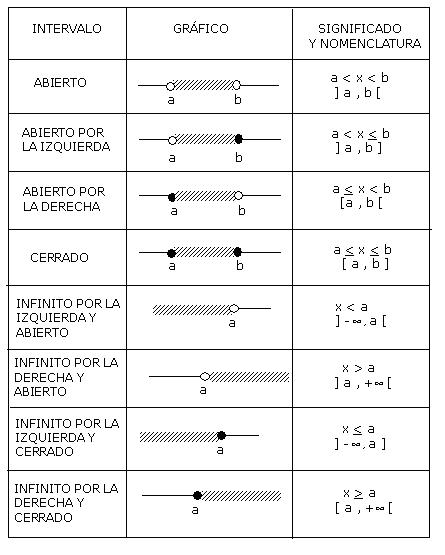 INTERVALO
GRÁFICO
SIGNIFICADO
Y NOMENCLATURA
ABIERTO
a
b
a < x < b
] a , b [
ABIERTO POR
LA IZQUIERDA
a
b
a < x ≤ b
] a , b ]
ABIERTO POR
LA DERECHA
a
b
a ≤ x < b
[a , b [
CERRADO
a
b
a ≤ x ≤ b
[ a , b ]
INFINITO POR LA
IZQUIERDA Y
ABIERTO
a
x < a
] -∞, a [
INFINITO POR LA
DERECHA Y
ABIERTO
a
x > a
] a , +∞ [
INFINITO POR LA
IZQUIERDA Y
CERRADO
a
x ≤ a
] -∞, a ]
INFINITO POR LA
DERECHA Y
CERRADO
a
x ≥ a
[ a , +∞ [